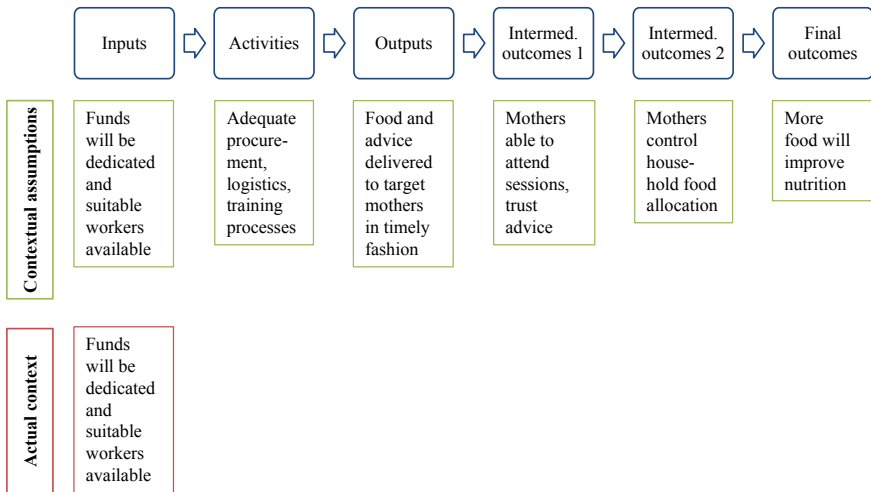 Inputs
Activities
Outputs
Intermed.
outcomes 1
Intermed.
outcomes 2
Final
outcomes
Contextual assumptions
Funds
will be
dedicated
and
suitable
workers
available
Adequate
procure-
ment,
logistics,
training
processes
Food and
advice
delivered
to target
mothers
in timely
fashion
Mothers
able to
attend
sessions,
trust
advice
Mothers
control
house-
hold food
allocation
More
food will
improve
nutrition
Actual context
Funds
will be
dedicated
and
suitable
workers
available